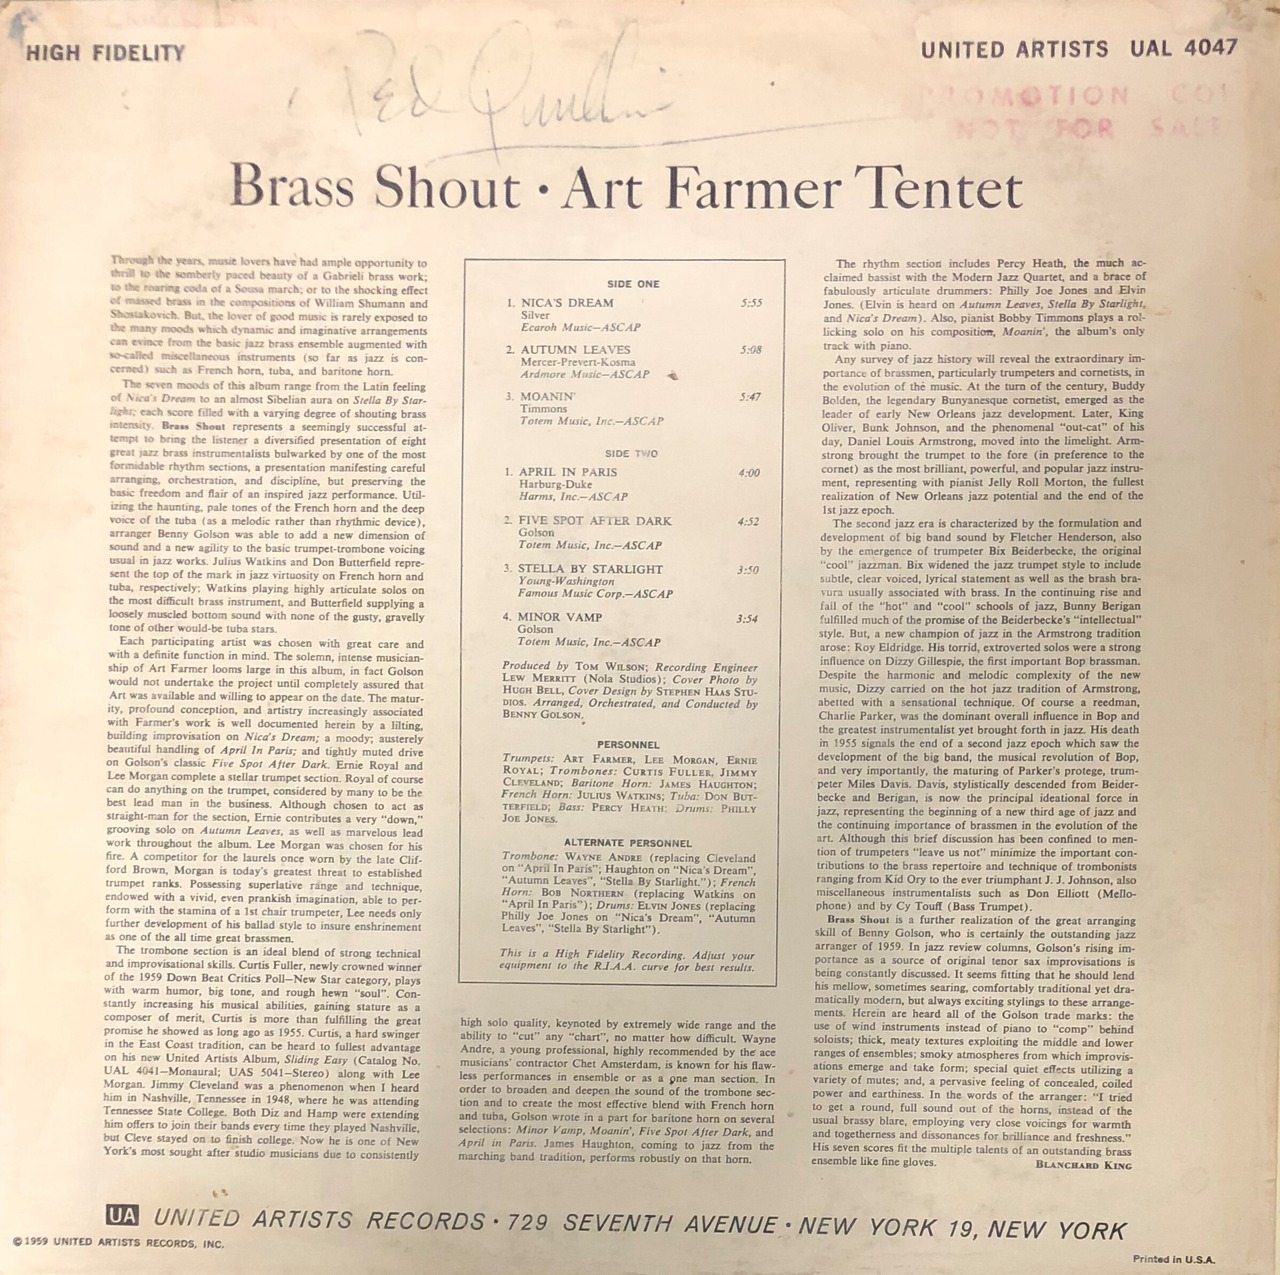 HIGH FIDELITY
UNITED ARTISTS UAL 4047
PROMOTION
NOT FOR SALE
Brass Shout · Art Farmer Tentet
Through the years, music lovers have had ample opportunity to
thrill to the somberly paced beauty of a Gabrieli brass work;
to the roaring coda of a Sousa march; or to the shocking effect
of massed brass in the compositions of William Shumann and
Shostakovich. But, the lover of good music is rarely exposed to
the many moods which dynamic and imaginative arrangements
can evince from the basic jazz brass ensemble augmented with
so-called miscellaneous instruments (so far as jazz is con-
cerned) such as French horn, tuba, and baritone horn.
The seven moods of this album range from the Latin feeling
of Nica's Dream to an almost Sibelian aura on Stella By Star-
light; each score filled with a varying degree of shouting brass
intensity. Brass Shout represents a seemingly successful at-
tempt to bring the listener a diversified presentation of eight
great jazz brass instrumentalists bulwarked by one of the most
formidable rhythm sections, a presentation manifesting careful
arranging, orchestration, and discipline, but preserving the
basic freedom and flair of an inspired jazz performance. Util-
izing the haunting, pale tones of the French horn and the deep
voice of the tuba (as a melodic rather than rhythmic device),
arranger Benny Golson was able to add a new dimension of
sound and a new agility to the basic trumpet-trombone voicing
usual in jazz works. Julius Watkins and Don Butterfield repre-
sent the top of the mark in jazz virtuosity on French horn and
tuba, respectively; Watkins playing highly articulate solos on
the most difficult brass instrument, and Butterfield supplying a
loosely muscled bottom sound with none of the gusty, gravelly
tone of other would-be tuba stars.
Each participating artist was chosen with great care and
with a definite function in mind. The solemn, intense musician-
ship of Art Farmer looms large in this album, in fact Golson
would not undertake the project until completely assured that
Art was available and willing to appear on the date. The matur-
ity, profound conception, and artistry increasingly associated
with Farmer's work is well documented herein by a lilting,
building improvisation on Nica's Dream; a moody; austerely
beautiful handling of April In Paris; and tightly muted drive
on Golson's classic Five Spot After Dark. Ernie Royal and
Lee Morgan complete a stellar trumpet section. Royal of course
can do anything on the trumpet, considered by many to be the
best lead man in the business. Although chosen to act as
straight-man for the section, Ernie contributes a very "down,"
grooving solo on Autumn Leaves, as well as marvelous lead
work throughout the album. Lee Morgan was chosen for his
fire. A competitor for the laurels once worn by the late Clif-
ford Brown, Morgan is today's greatest threat to established
trumpet ranks. Possessing superlative range and technique,
endowed with a vivid, even prankish imagination, able to per-
form with the stamina of a 1st chair trumpeter, Lee needs only
further development of his ballad style to insure enshrinement
as one of the all time great brassmen.
The trombone section is an ideal blend of strong technical
and improvisational skills. Curtis Fuller, newly crowned winner
of the 1959 Down Beat Critics Poll—New Star category, plays
with warm humor, big tone, and rough hewn "soul". Con-
stantly increasing his musical abilities, gaining stature as a
composer of merit, Curtis is more than fulfilling the great
promise he showed as long ago as 1955. Curtis, a hard swinger
in the East Coast tradition, can be heard to fullest advantage
on his new United Artists Album, Sliding Easy (Catalog No.
UAL 4041—Monaural; UAS 5041—Stereo) along with Lee
Morgan. Jimmy Cleveland was a phenomenon when I heard
him in Nashville, Tennessee in 1948, where he was attending
Tennessee State College. Both Diz and Hamp were extending
him offers to join their bands every time they played Nashville,
but Cleve stayed on to finish college. Now he is one of New
York's most sought after studio musicians due to consistently
SIDE ONE
1. NICA'S DREAM 5:55
Silver
Ecaroh Music—ASCAP
2. AUTUMN LEAVES 5:08
Mercer-Prevert-Kosma
Ardmore Music—ASCAP
3. MOANIN' 5:47
Timmons
Totem Music, Inc.—ASCAP
SIDE TWO
1. APRIL IN PARIS 4:00
Harburg-Duke
Harms, Inc.—ASCAP
2. FIVE SPOT AFTER DARK 4:52
Golson
Totem Music, Inc.—ASCAP
3. STELLA BY STARLIGHT 3:50
Young-Washington
Famous Music Corp.—ASCAP
4. MINOR VAMP 3:54
Golson
Totem Music, Inc.—ASCAP
Produced by TOM WILSON; Recording Engineer
LEW MERRITT (Nola Studios); Cover Photo by
HUGH BELL, Cover Design by STEPHEN HAAS STU-
DIOS. Arranged, Orchestrated, and Conducted by
BENNY GOLSON.
PERSONNEL
Trumpets: ART FARMER, LEE MORGAN, ERNIE
ROYAL; Trombones: CURTIS FULLER, JIMMY
CLEVELAND; Baritone Horn: JAMES HAUGHTON;
French Horn: JULIUS WATKINS; Tuba: DON BUT-
TERFIELD; Bass: PERCY HEATH; Drums: PHILLY
JOE JONES.
ALTERNATE PERSONNEL
Trombone: WAYNE ANDRE (replacing Cleveland
on "April In Paris"; Haughton on "Nica's Dream",
"Autumn Leaves", "Stella By Starlight."); French
Horn: BOB NORTHERN (replacing Watkins on
"April In Paris"); Drums: ELVIN JONES (replacing
Philly Joe Jones on "Nica's Dream", "Autumn
Leaves", "Stella By Starlight").
This is a High Fidelity Recording. Adjust your
equipment to the R.I.A.A. curve for best results.
high solo quality, keynoted by extremely wide range and the
ability to "cut" any "chart", no matter how difficult. Wayne
Andre, a young professional, highly recommended by the ace
musicians' contractor Chet Amsterdam, is known for his flaw-
less performances in ensemble or as a one man section. In
order to broaden and deepen the sound of the trombone sec-
tion and to create the most effective blend with French horn
and tuba, Golson wrote in a part for baritone horn on several
selections: Minor Vamp, Moanin', Five Spot After Dark, and
April in Paris. James Haughton, coming to jazz from the
marching band tradition, performs robustly on that horn.
The rhythm section includes Percy Heath, the much ac-
claimed bassist with the Modern Jazz Quartet, and a brace of
fabulously articulate drummers: Philly Joe Jones and Elvin
Jones. (Elvin is heard on Autumn Leaves, Stella By Starlight,
and Nica's Dream). Also, pianist Bobby Timmons plays a rol-
licking solo on his composition, Moanin', the album's only
track with piano.
Any survey of jazz history will reveal the extraordinary im-
portance of brassmen, particularly trumpeters and cornetists, in
the evolution of the music. At the turn of the century, Buddy
Bolden, the legendary Bunyanesque cornetist, emerged as the
leader of early New Orleans jazz development. Later, King
Oliver, Bunk Johnson, and the phenomenal "out-cat" of his
day, Daniel Louis Armstrong, moved into the limelight. Arm-
strong brought the trumpet to the fore (in preference to the
cornet) as the most brilliant, powerful, and popular jazz instru-
ment, representing with pianist Jelly Roll Morton, the fullest
realization of New Orleans jazz potential and the end of the
1st jazz epoch.
The second jazz era is characterized by the formulation and
development of big band sound by Fletcher Henderson, also
by the emergence of trumpeter Bix Beiderbecke, the original
"cool" jazzman. Bix widened the jazz trumpet style to include
subtle, clear voiced, lyrical statement as well as the brash bra-
vura usually associated with brass. In the continuing rise and
fall of the "hot" and "cool" schools of jazz, Bunny Berigan
fulfilled much of the promise of the Beiderbecke's "intellectual"
style. But, a new champion of jazz in the Armstrong tradition
arose; Roy Eldridge. His torrid, extroverted solos were a strong
influence on Dizzy Gillespie, the first important Bop brassman.
Despite the harmonic and melodic complexity of the new
music, Dizzy carried on the hot jazz tradition of Armstrong,
abetted with a sensational technique. Of course a reedman,
Charlie Parker, was the dominant overall influence in Bop and
the greatest instrumentalist yet brought forth in jazz. His death
in 1955 signals the end of a second jazz epoch which saw the
development of the big band, the musical revolution of Bop,
and very importantly, the maturing of Parker's protege, trum-
peter Miles Davis. Davis, stylistically descended from Beider-
becke and Berigan, is now the principal ideational force in
jazz, representing the beginning of a new third age of jazz and
the continuing importance of brassmen in the evolution of the
art. Although this brief discussion has been confined to men-
tion of trumpeters "leave us not" minimize the important con-
tributions to the brass repertoire and technique of trombonists
ranging from Kid Ory to the ever triumphant J. J. Johnson, also
miscellaneous instrumentalists such as Don Elliott (Mello-
phone) and by Cy Touff (Bass Trumpet).
Brass Shout is a further realization of the great arranging
skill of Benny Golson, who is certainly the outstanding jazz
arranger of 1959. In jazz review columns, Golson's rising im-
portance as a source of original tenor sax improvisations is
being constantly discussed. It seems fitting that he should lend
his mellow, sometimes searing, comfortably traditional yet dra-
matically modern, but always exciting stylings to these arrange-
ments. Herein are heard all of the Golson trade marks: the
use of wind instruments instead of piano to "comp" behind
soloists; thick, meaty textures exploiting the middle and lower
ranges of ensembles; smoky atmospheres from which improvis-
ations emerge and take form; special quiet effects utilizing a
variety of mutes; and, a pervasive feeling of concealed, coiled
power and earthiness. In the words of the arranger: "I tried
to get a round, full sound out of the horns, instead of the
usual brassy blare, employing very close voicings for warmth
and togetherness and dissonances for brilliance and freshness."
His seven scores fit the multiple talents of an outstanding brass
ensemble like fine gloves. BLANCHARD KING
UA UNITED ARTISTS RECORDS · 729 SEVENTH AVENUE · NEW YORK 19, NEW YORK
© 1959 UNITED ARTISTS RECORDS, INC.
Printed in U.S.A.